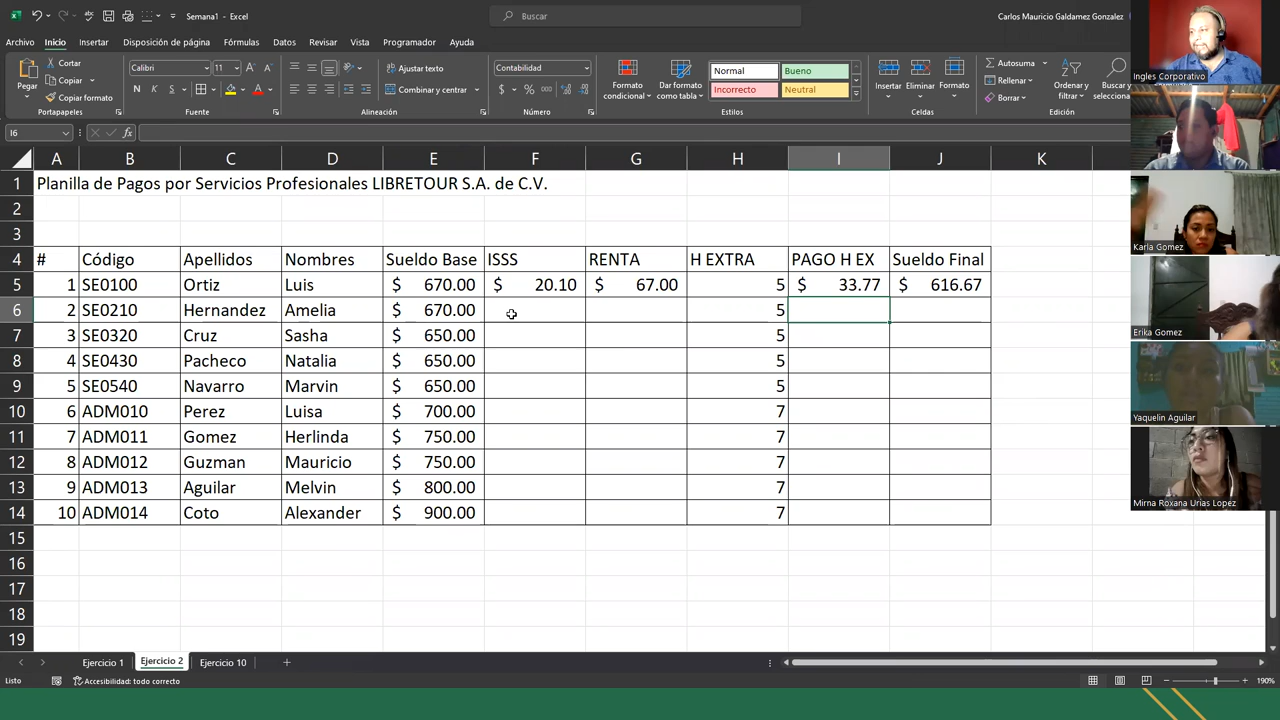 Semana1 - Excel
Buscar
Carlos Mauricio Galdamez Gonzalez
Archivo Inicio Insertar Disposición de página Fórmulas Datos Revisar Vista Programador Ayuda
Pegar
Cortar
Copiar
Copiar formato
Portapapeles
Calibri 11
N K S
Fuente
Ajustar texto
Combinar y centrar
Alineación
Contabilidad
$ % 000
Número
Formato condicional
Dar formato como tabla
Normal Bueno
Incorrecto Neutral
Estilos
Insertar Eliminar Formato
Celdas
Autosuma
Rellenar
Borrar
Ordenar y filtrar
Buscar y
Edición
I6
fx
A B C D E F G H I J K
1 Planilla de Pagos por Servicios Profesionales LIBRETOUR S.A. de C.V.
2
3
4 # Código Apellidos Nombres Sueldo Base ISSS RENTA H EXTRA PAGO H EX Sueldo Final
5 1 SE0100 Ortiz Luis $ 670.00 $ 20.10 $ 67.00 5 $ 33.77 $ 616.67
6 2 SE0210 Hernandez Amelia $ 670.00 5
7 3 SE0320 Cruz Sasha $ 650.00 5
8 4 SE0430 Pacheco Natalia $ 650.00 5
9 5 SE0540 Navarro Marvin $ 650.00 5
10 6 ADM010 Perez Luisa $ 700.00 7
11 7 ADM011 Gomez Herlinda $ 750.00 7
12 8 ADM012 Guzman Mauricio $ 750.00 7
13 9 ADM013 Aguilar Melvin $ 800.00 7
14 10 ADM014 Coto Alexander $ 900.00 7
15
16
17
18
19
Ejercicio 1 Ejercicio 2 Ejercicio 10
Listo
Accesibilidad: todo correcto
190%
Ingles Corporativo
Karla Gomez
Erika Gomez
Yaquelin Aguilar
Mirna Roxana Urias Lopez